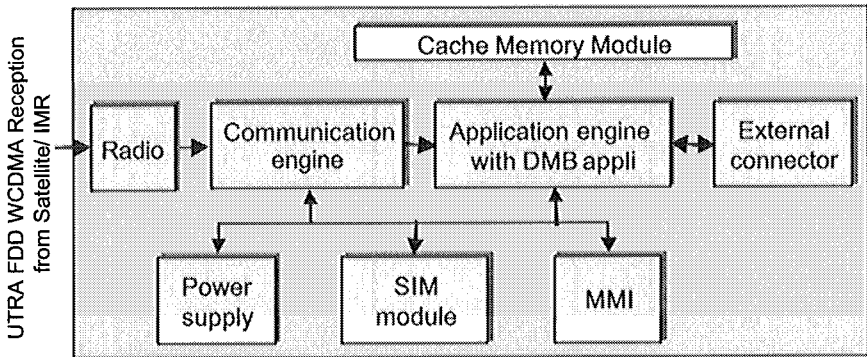 UTRA FDD WCDMA Reception
from Satellite/ IMR
Cache Memory Module
Radio
Communication
engine
Application engine
with DMB appli
External
connector
Power
supply
SIM
module
MMI